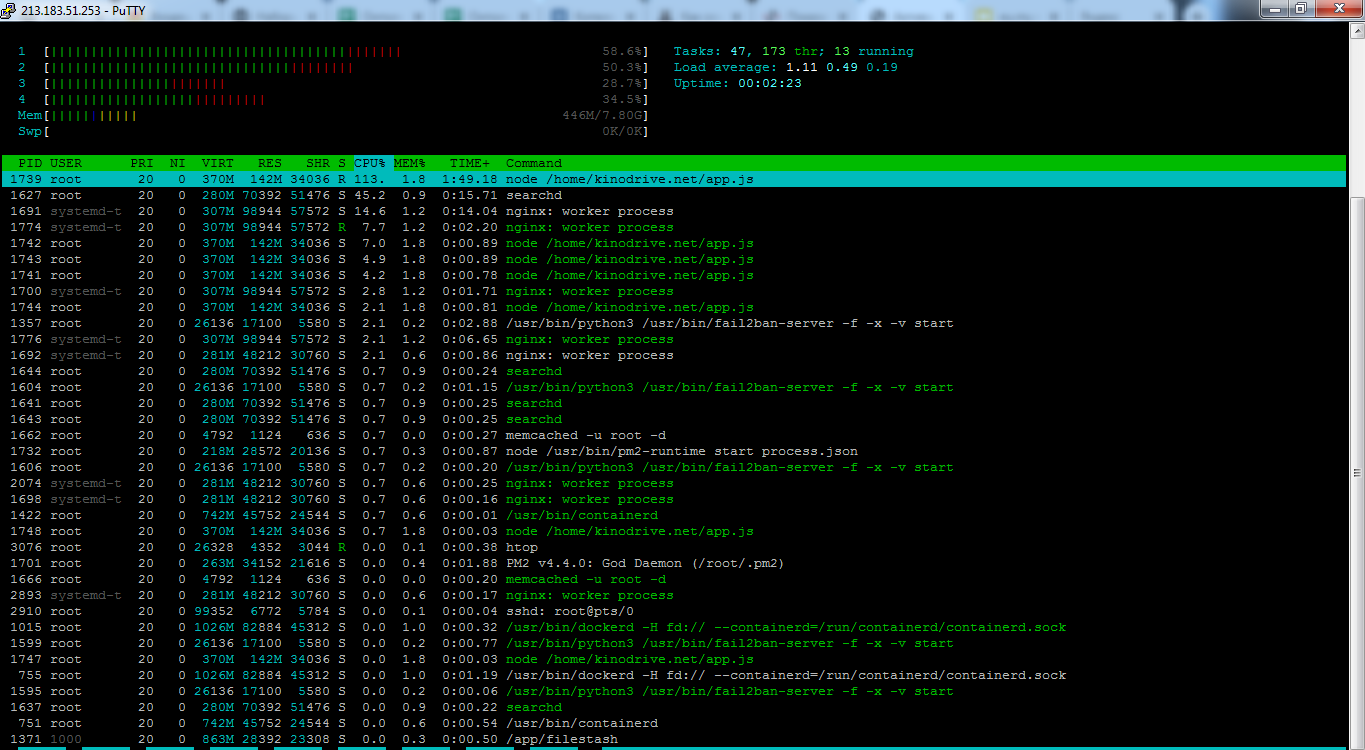 213.183.51.253 - PuTTY
1 [||||||||||||||||||||||||||||||||||||||||||| 58.6%] Tasks: 47, 173 thr; 13 running
2 [|||||||||||||||||||||||||||||||||||||| 50.3%] Load average: 1.11 0.49 0.19
3 [|||||||||||||||||||||| 28.7%] Uptime: 00:02:23
4 [||||||||||||||||||||||||||| 34.5%]
Mem[||||||||||| 446M/7.80G]
Swp[ 0K/0K]
PID USER PRI NI VIRT RES SHR S CPU% MEM% TIME+ Command
1739 root 20 0 370M 142M 34036 R 113. 1.8 1:49.18 node /home/kinodrive.net/app.js
1627 root 20 0 280M 70392 51476 S 45.2 0.9 0:15.71 searchd
1691 systemd-t 20 0 307M 98944 57572 S 14.6 1.2 0:14.04 nginx: worker process
1774 systemd-t 20 0 307M 98944 57572 R 7.7 1.2 0:02.20 nginx: worker process
1742 root 20 0 370M 142M 34036 S 7.0 1.8 0:00.89 node /home/kinodrive.net/app.js
1743 root 20 0 370M 142M 34036 S 4.9 1.8 0:00.89 node /home/kinodrive.net/app.js
1741 root 20 0 370M 142M 34036 S 4.2 1.8 0:00.78 node /home/kinodrive.net/app.js
1700 systemd-t 20 0 307M 98944 57572 S 2.8 1.2 0:01.71 nginx: worker process
1744 root 20 0 370M 142M 34036 S 2.1 1.8 0:00.81 node /home/kinodrive.net/app.js
1357 root 20 0 26136 17100 5580 S 2.1 0.2 0:02.88 /usr/bin/python3 /usr/bin/fail2ban-server -f -x -v start
1776 systemd-t 20 0 307M 98944 57572 S 2.1 1.2 0:06.65 nginx: worker process
1692 systemd-t 20 0 281M 48212 30760 S 2.1 0.6 0:00.86 nginx: worker process
1644 root 20 0 280M 70392 51476 S 0.7 0.9 0:00.24 searchd
1604 root 20 0 26136 17100 5580 S 0.7 0.2 0:01.15 /usr/bin/python3 /usr/bin/fail2ban-server -f -x -v start
1641 root 20 0 280M 70392 51476 S 0.7 0.9 0:00.25 searchd
1643 root 20 0 280M 70392 51476 S 0.7 0.9 0:00.25 searchd
1662 root 20 0 4792 1124 636 S 0.7 0.0 0:00.27 memcached -u root -d
1732 root 20 0 218M 28572 20136 S 0.7 0.3 0:00.87 node /usr/bin/pm2-runtime start process.json
1606 root 20 0 26136 17100 5580 S 0.7 0.2 0:00.20 /usr/bin/python3 /usr/bin/fail2ban-server -f -x -v start
2074 systemd-t 20 0 281M 48212 30760 S 0.7 0.6 0:00.25 nginx: worker process
1698 systemd-t 20 0 281M 48212 30760 S 0.7 0.6 0:00.16 nginx: worker process
1422 root 20 0 742M 45752 24544 S 0.7 0.6 0:00.01 /usr/bin/containerd
1748 root 20 0 370M 142M 34036 S 0.7 1.8 0:00.03 node /home/kinodrive.net/app.js
3076 root 20 0 26328 4352 3044 R 0.0 0.1 0:00.38 htop
1701 root 20 0 263M 34152 21616 S 0.0 0.4 0:01.88 PM2 v4.4.0: God Daemon (/root/.pm2)
1666 root 20 0 4792 1124 636 S 0.0 0.0 0:00.20 memcached -u root -d
2893 systemd-t 20 0 281M 48212 30760 S 0.0 0.6 0:00.17 nginx: worker process
2910 root 20 0 99352 6772 5784 S 0.0 0.1 0:00.04 sshd: root@pts/0
1015 root 20 0 1026M 82884 45312 S 0.0 1.0 0:00.32 /usr/bin/dockerd -H fd:// --containerd=/run/containerd/containerd.sock
1599 root 20 0 26136 17100 5580 S 0.0 0.2 0:00.77 /usr/bin/python3 /usr/bin/fail2ban-server -f -x -v start
1747 root 20 0 370M 142M 34036 S 0.0 1.8 0:00.03 node /home/kinodrive.net/app.js
755 root 20 0 1026M 82884 45312 S 0.0 1.0 0:01.19 /usr/bin/dockerd -H fd:// --containerd=/run/containerd/containerd.sock
1595 root 20 0 26136 17100 5580 S 0.0 0.2 0:00.06 /usr/bin/python3 /usr/bin/fail2ban-server -f -x -v start
1637 root 20 0 280M 70392 51476 S 0.0 0.9 0:00.22 searchd
751 root 20 0 742M 45752 24544 S 0.0 0.6 0:00.54 /usr/bin/containerd
1371 1000 20 0 863M 28392 23308 S 0.0 0.3 0:00.50 /app/filestash